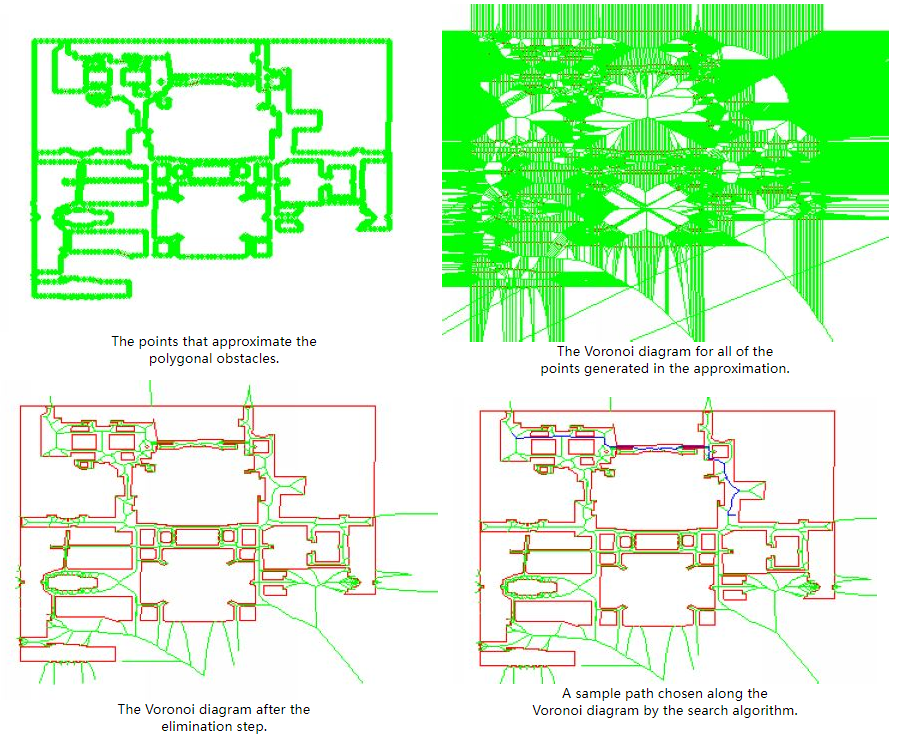 The points that approximate the
polygonal obstacles.
The Voronoi diagram for all of the
points generated in the approximation.
The Voronoi diagram after the
elimination step.
A sample path chosen along the
Voronoi diagram by the search algorithm.